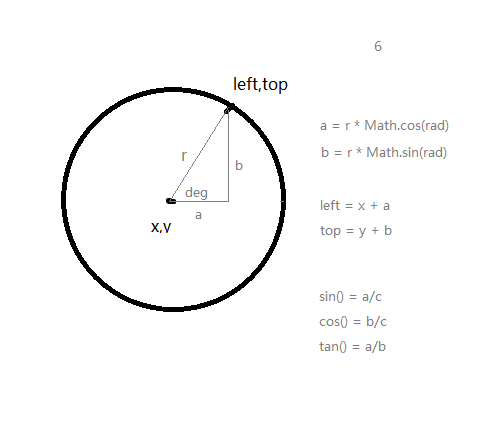 6
left,top
a = r * Math.cos(rad)
r
b = r * Math.sin(rad)
b
deg
a
left = x + a
x,y
top = y + b
sin() = a/c
cos() = b/c
tan() = a/b